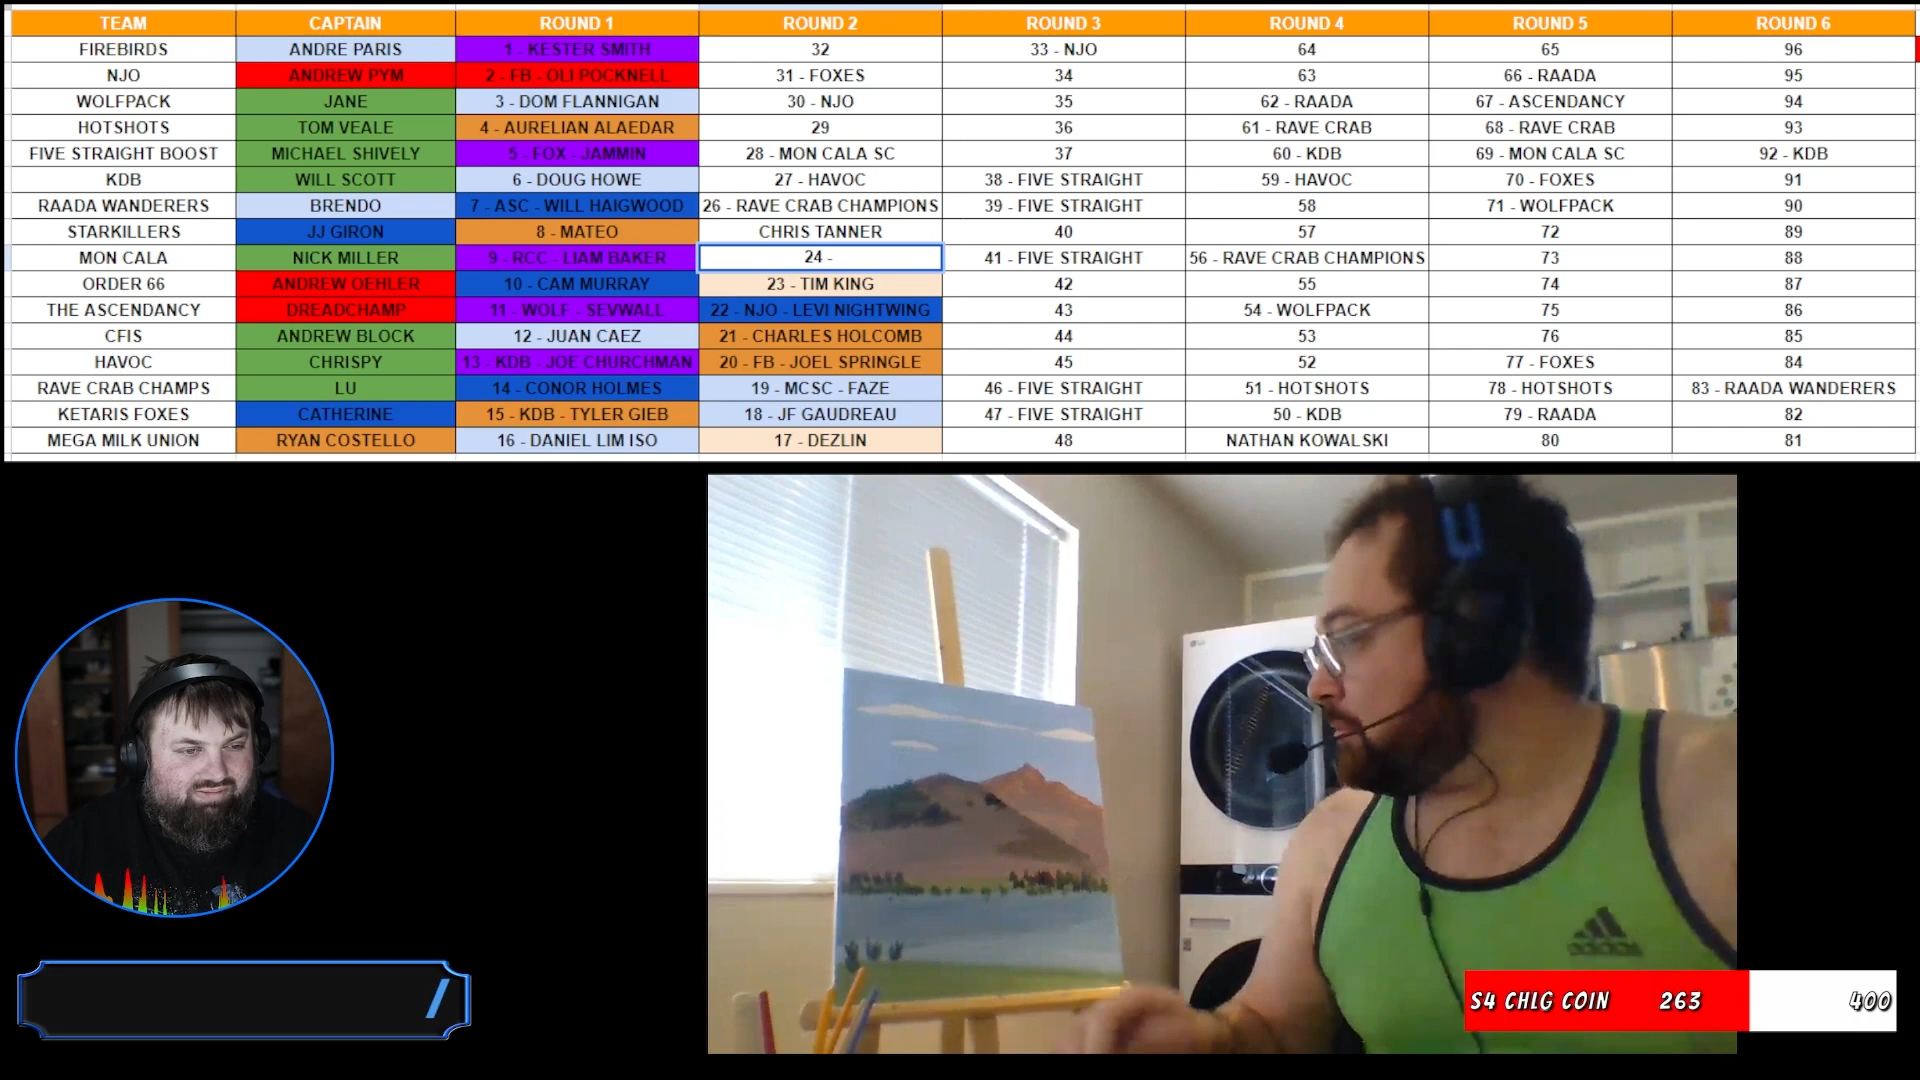 TEAM CAPTAIN ROUND 1 ROUND 2 ROUND 3 ROUND 4 ROUND 5 ROUND 6
FIREBIRDS ANDRE PARIS 1 - KESTER SMITH 32 33 - NJO 64 65 96
NJO ANDREW PYM 2 - FB - OLI POCKNELL 31 - FOXES 34 63 66 - RAADA 95
WOLFPACK JANE 3 - DOM FLANNIGAN 30 - NJO 35 62 - RAADA 67 - ASCENDANCY 94
HOTSHOTS TOM VEALE 4 - AURELIAN ALAEDAR 29 36 61 - RAVE CRAB 68 - RAVE CRAB 93
FIVE STRAIGHT BOOST MICHAEL SHIVELY 5 - FOX - JAMMIN 28 - MON CALA SC 37 60 - KDB 69 - MON CALA SC 92 - KDB
KDB WILL SCOTT 6 - DOUG HOWE 27 - HAVOC 38 - FIVE STRAIGHT 59 - HAVOC 70 - FOXES 91
RAADA WANDERERS BRENDO 7 - ASC - WILL HAIGWOOD 26 - RAVE CRAB CHAMPIONS 39 - FIVE STRAIGHT 58 71 - WOLFPACK 90
STARKILLERS JJ GIRON 8 - MATEO CHRIS TANNER 40 57 72 89
MON CALA NICK MILLER 9 - RCC - LIAM BAKER 24 - 41 - FIVE STRAIGHT 56 - RAVE CRAB CHAMPIONS 73 88
ORDER 66 ANDREW OEHLER 10 - CAM MURRAY 23 - TIM KING 42 55 74 87
THE ASCENDANCY DREADCHAMP 11 - WOLF - SEVWALL 22 - NJO - LEVI NIGHTWING 43 54 - WOLFPACK 75 86
CFIS ANDREW BLOCK 12 - JUAN CAEZ 21 - CHARLES HOLCOMB 44 53 76 85
HAVOC CHRISPY 13 - KDB - JOE CHURCHMAN 20 - FB - JOEL SPRINGLE 45 52 77 - FOXES 84
RAVE CRAB CHAMPS LU 14 - CONOR HOLMES 19 - MCSC - FAZE 46 - FIVE STRAIGHT 51 - HOTSHOTS 78 - HOTSHOTS 83 - RAADA WANDERERS
KETARIS FOXES CATHERINE 15 - KDB - TYLER GIEB 18 - JF GAUDREAU 47 - FIVE STRAIGHT 50 - KDB 79 - RAADA 82
MEGA MILK UNION RYAN COSTELLO 16 - DANIEL LIM ISO 17 - DEZLIN 48 NATHAN KOWALSKI 80 81
adidas
/
S4 CHLG COIN 263 400